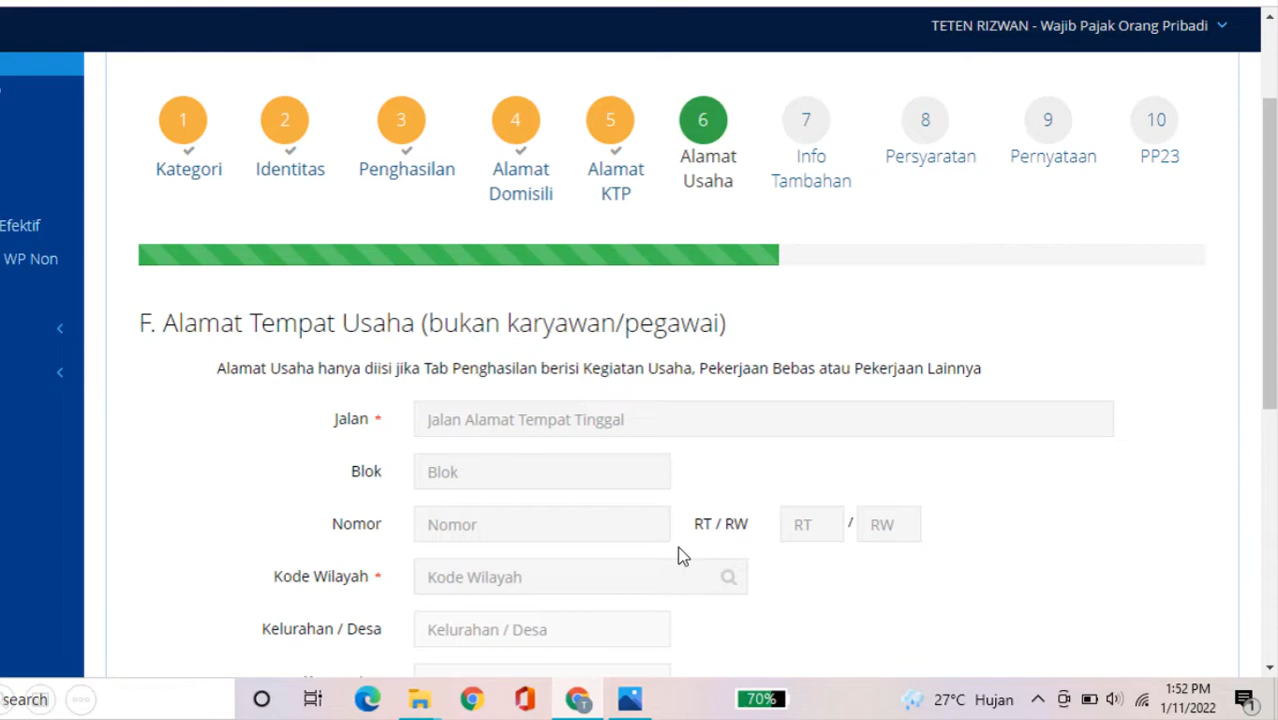 TETEN RIZWAN - Wajib Pajak Orang Pribadi
1 2 3 4 5 6 7 8 9 10
Kategori
Identitas
Penghasilan
Alamat
Domisili
Alamat
KTP
Alamat
Usaha
Info
Tambahan
Persyaratan
Pernyataan
PP23
Efektif
WP Non
F. Alamat Tempat Usaha (bukan karyawan/pegawai)
Alamat Usaha hanya diisi jika Tab Penghasilan berisi Kegiatan Usaha, Pekerjaan Bebas atau Pekerjaan Lainnya
Jalan * Jalan Alamat Tempat Tinggal
Blok Blok
Nomor Nomor RT / RW RT / RW
Kode Wilayah * Kode Wilayah
Kelurahan / Desa Kelurahan / Desa
search
70%
27°C Hujan
1:52 PM
1/11/2022
1